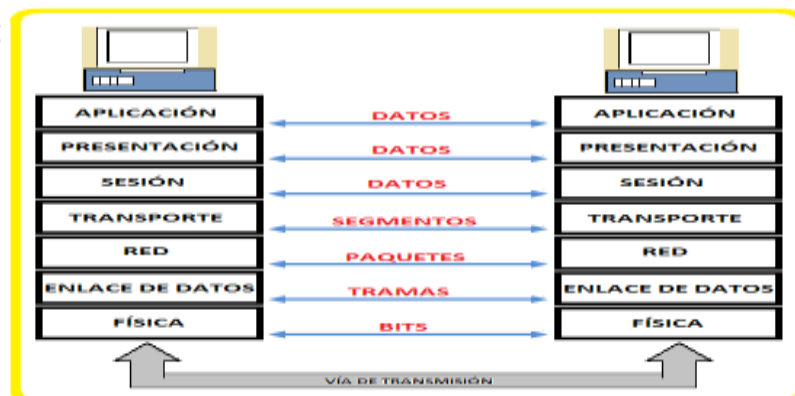 APLICACIÓN DATOS APLICACIÓN
PRESENTACIÓN DATOS PRESENTACIÓN
SESIÓN DATOS SESIÓN
TRANSPORTE SEGMENTOS TRANSPORTE
RED PAQUETES RED
ENLACE DE DATOS TRAMAS ENLACE DE DATOS
FÍSICA BITS FÍSICA
VÍA DE TRANSMISIÓN